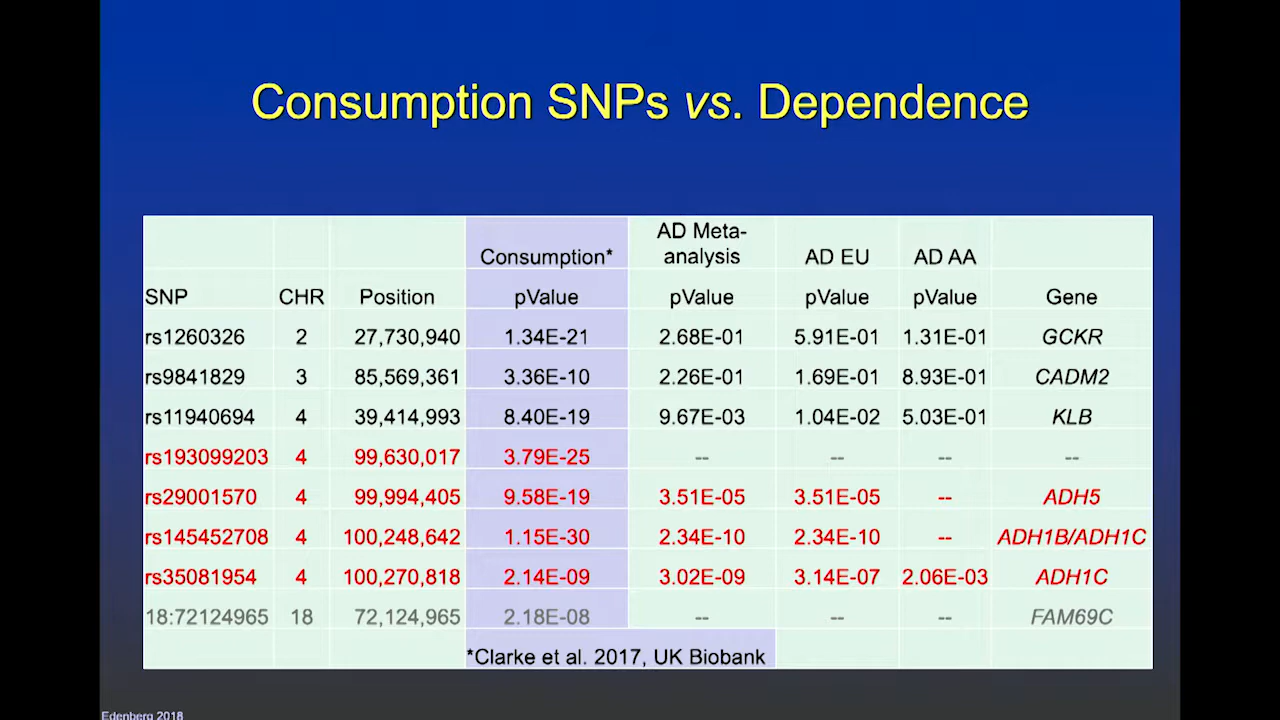 Consumption SNPs vs. Dependence
Consumption* AD Meta-analysis AD EU AD AA
SNP CHR Position pValue pValue pValue pValue Gene
rs1260326 2 27,730,940 1.34E-21 2.68E-01 5.91E-01 1.31E-01 GCKR
rs9841829 3 85,569,361 3.36E-10 2.26E-01 1.69E-01 8.93E-01 CADM2
rs11940694 4 39,414,993 8.40E-19 9.67E-03 1.04E-02 5.03E-01 KLB
rs193099203 4 99,630,017 3.79E-25 -- -- -- --
rs29001570 4 99,994,405 9.58E-19 3.51E-05 3.51E-05 -- ADH5
rs145452708 4 100,248,642 1.15E-30 2.34E-10 2.34E-10 -- ADH1B/ADH1C
rs35081954 4 100,270,818 2.14E-09 3.02E-09 3.14E-07 2.06E-03 ADH1C
18:72124965 18 72,124,965 2.18E-08 -- -- -- FAM69C
*Clarke et al. 2017, UK Biobank
Edenberg 2018